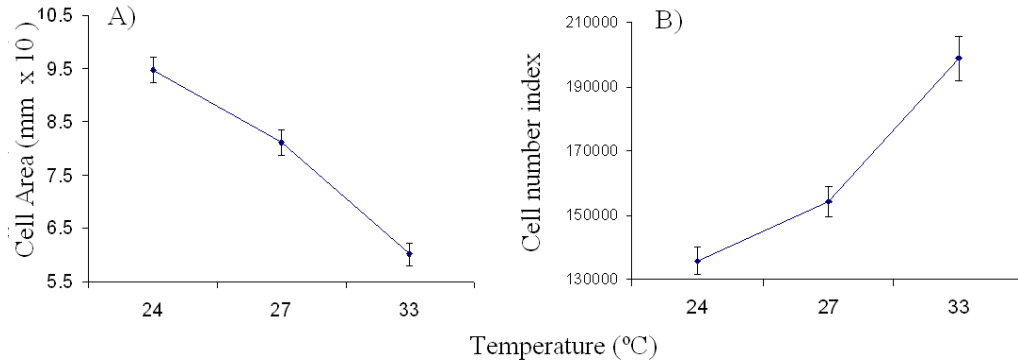 A)
Cell Area (mm x 10 )
10.5
9.5
8.5
7.5
6.5
5.5
24 27 33
B)
Cell number index
210000
190000
170000
150000
130000
24 27 33
Temperature (ºC)